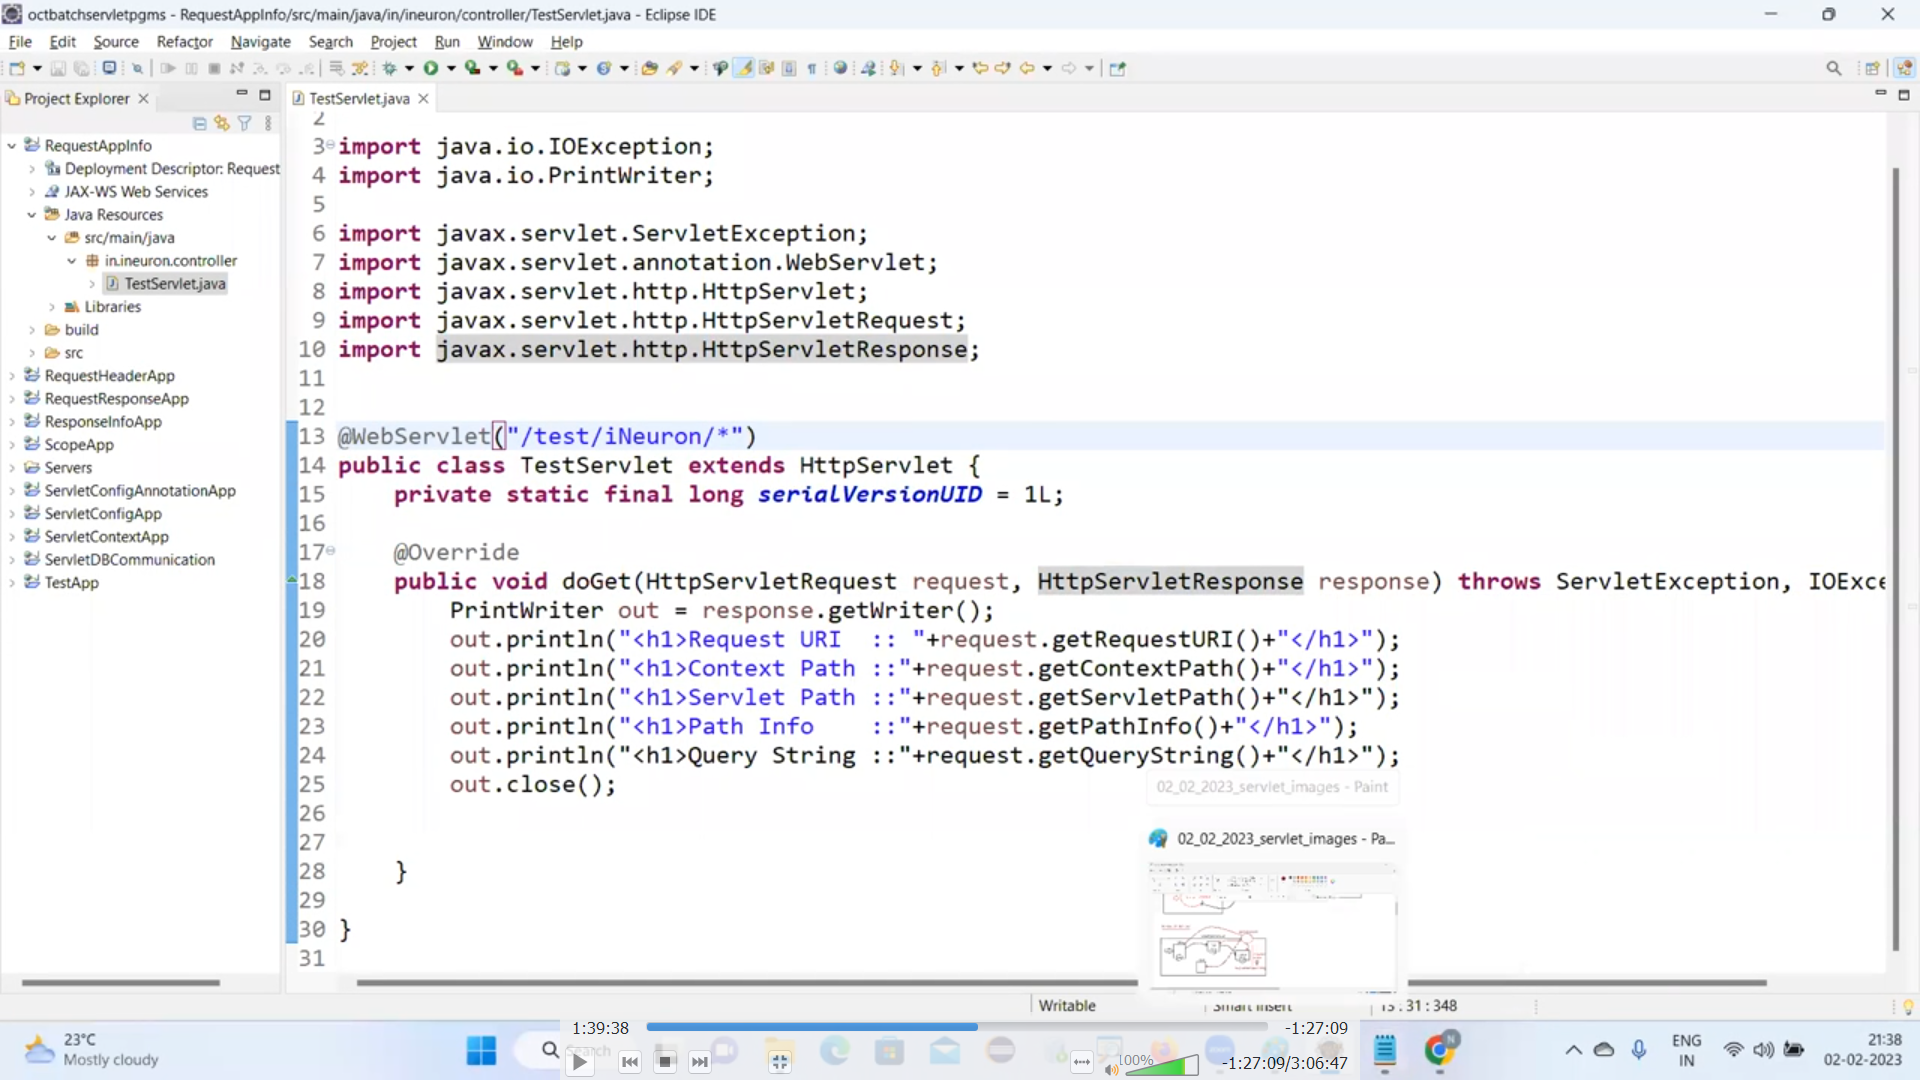 octbatchservletpgms - RequestAppInfo/src/main/java/in/ineuron/controller/TestServlet.java - Eclipse IDE
File Edit Source Refactor Navigate Search Project Run Window Help
Project Explorer
TestServlet.java
RequestAppInfo
Deployment Descriptor: Request
JAX-WS Web Services
Java Resources
src/main/java
in.ineuron.controller
TestServlet.java
Libraries
build
src
RequestHeaderApp
RequestResponseApp
ResponseInfoApp
ScopeApp
Servers
ServletConfigAnnotationApp
ServletConfigApp
ServletContextApp
ServletDBCommunication
TestApp
2
3 import java.io.IOException;
4 import java.io.PrintWriter;
5
6 import javax.servlet.ServletException;
7 import javax.servlet.annotation.WebServlet;
8 import javax.servlet.http.HttpServlet;
9 import javax.servlet.http.HttpServletRequest;
10 import javax.servlet.http.HttpServletResponse;
11
12
13 @WebServlet("/test/iNeuron/*")
14 public class TestServlet extends HttpServlet {
15 private static final long serialVersionUID = 1L;
16
17 @Override
18 public void doGet(HttpServletRequest request, HttpServletResponse response) throws ServletException, IOExce
19 PrintWriter out = response.getWriter();
20 out.println("<h1>Request URI :: "+request.getRequestURI()+"</h1>");
21 out.println("<h1>Context Path ::"+request.getContextPath()+"</h1>");
22 out.println("<h1>Servlet Path ::"+request.getServletPath()+"</h1>");
23 out.println("<h1>Path Info ::"+request.getPathInfo()+"</h1>");
24 out.println("<h1>Query String ::"+request.getQueryString()+"</h1>");
25 out.close();
26
27
28 }
29
30 }
31
02_02_2023_servlet_images - Paint
02_02_2023_servlet_images - Pa...
Writable Smart Insert 13 : 31 : 348
23°C
Mostly cloudy
Search
1:39:38 -1:27:09
100% -1:27:09/3:06:47
ENG
IN
21:38
02-02-2023